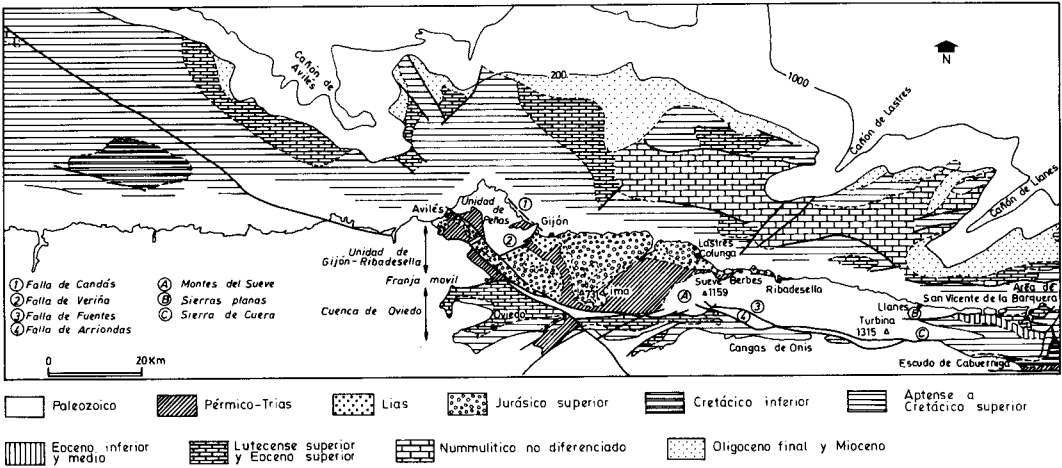 Cañón de
Avilés
200
1000
N
Cañón de Lastres
Cañón de Llanes
Avilés
Unidad
de
Peñas
1
Gijón
2
Unidad de
Gijón-Ribadesella
Franja movil
Cuenca de Oviedo
Oviedo
Cima
Lastres
Colunga
Sueve
1159
Berbes
Ribadesella
A
3
4
Cangas de Onis
Area de
San Vicente de la Barquera
Llanes
B
Turbina
1315
C
Escudo de Cabuerniga
1 Falla de Candás
2 Falla de Veriña
3 Falla de Fuentes
4 Falla de Arriondas
A Montes del Sueve
B Sierras planas
C Sierra de Cuera
0 20 Km
Paleozoico
Pérmico-Trias
Lias
Jurásico superior
Cretácico inferior
Aptense a
Cretácico superior
Eoceno inferior
y medio
Lutecense superior
y Eoceno superior
Nummulitico no diferenciado
Oligoceno final y Mioceno